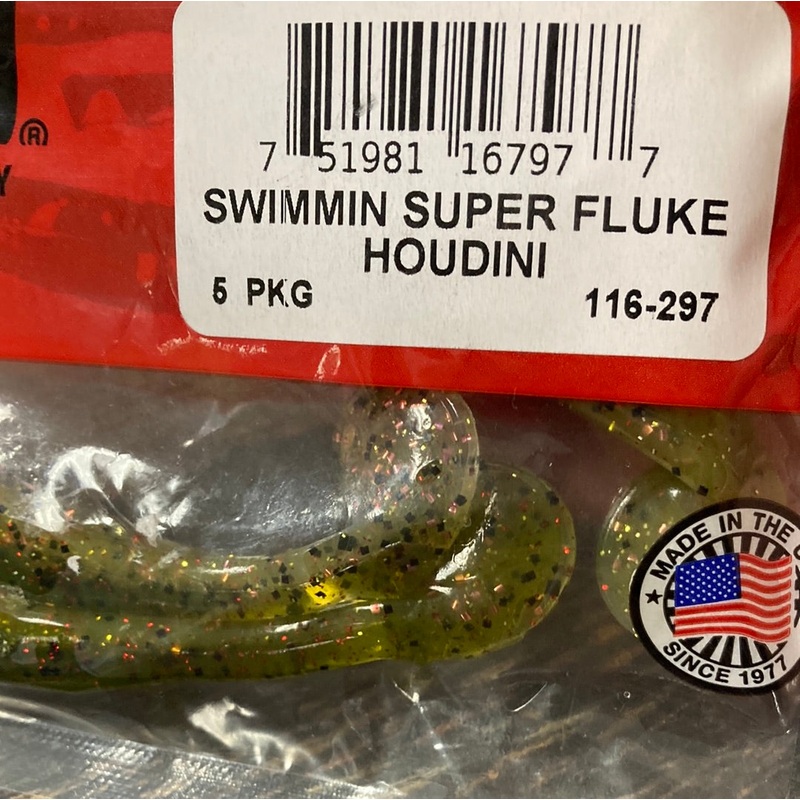 ®
Y
7 51981 16797 7
SWIMMIN SUPER FLUKE
HOUDINI
5 PKG 116-297
★ MADE IN THE
SINCE 1977